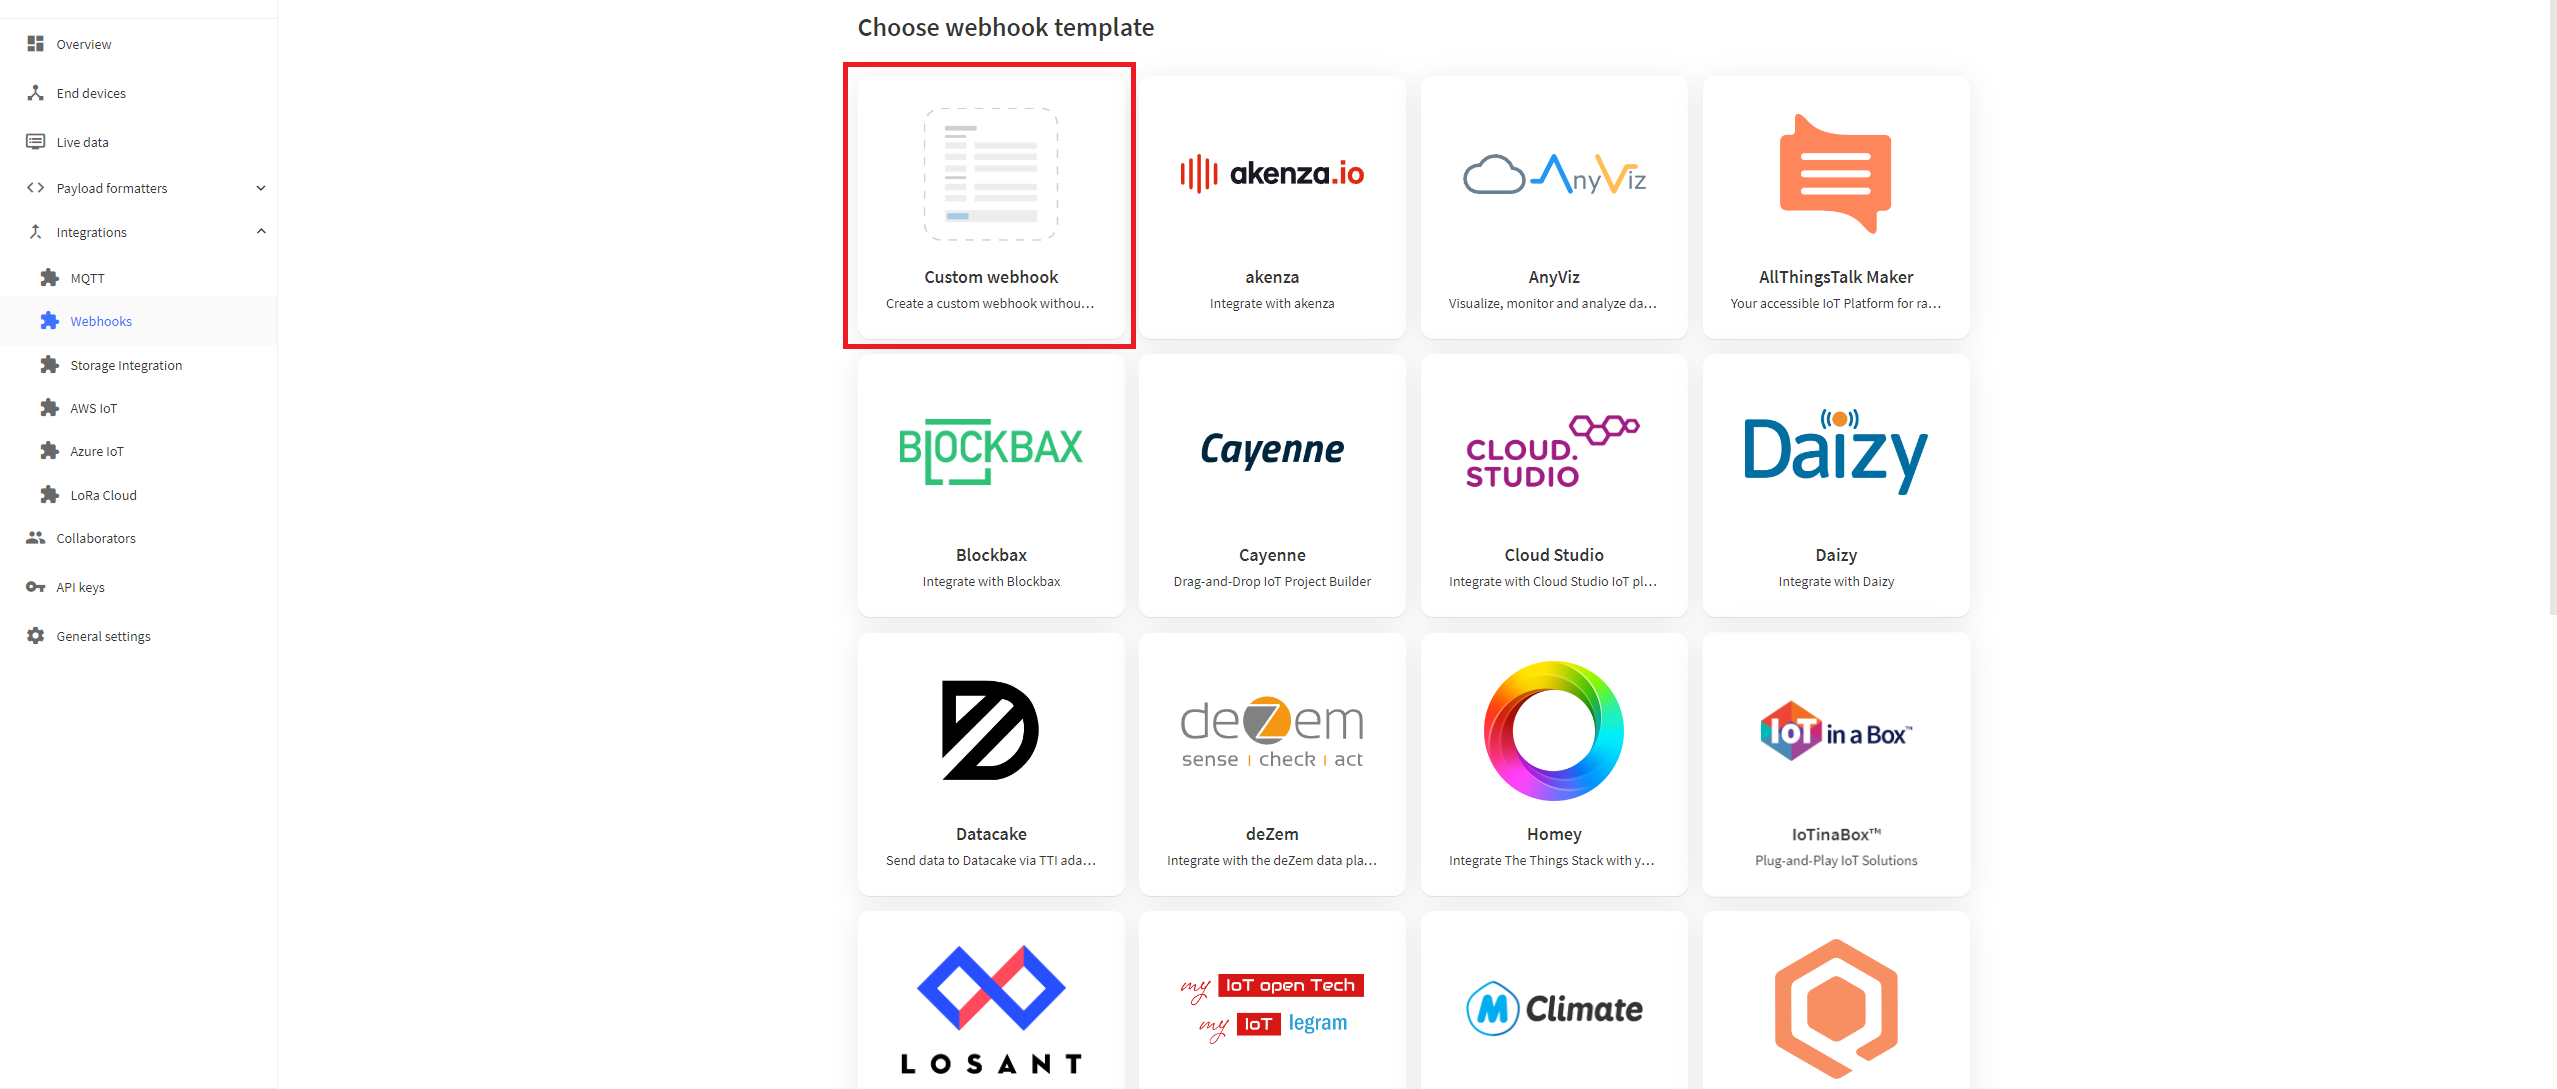 Overview
End devices
Live data
Payload formatters
Integrations
MQTT
Webhooks
Storage Integration
AWS IoT
Azure IoT
LoRa Cloud
Collaborators
API keys
General settings
Choose webhook template
Custom webhook
Create a custom webhook withou…
akenza.io
akenza
Integrate with akenza
AnyViz
AnyViz
Visualize, monitor and analyze da…
AllThingsTalk Maker
Your accessible IoT Platform for ra…
BLOCKBAX
Blockbax
Integrate with Blockbax
Cayenne
Cayenne
Drag-and-Drop IoT Project Builder
CLOUD.
STUDIO
Cloud Studio
Integrate with Cloud Studio IoT pl…
Daizy
Daizy
Integrate with Daizy
Datacake
Send data to Datacake via TTI ada…
deZem
sense | check | act
deZem
Integrate with the deZem data pla…
Homey
Integrate The Things Stack with y…
IoT in a Box™
IoTinaBox™
Plug-and-Play IoT Solutions
LOSANT
my IoT open Tech
my IoT legram
M Climate